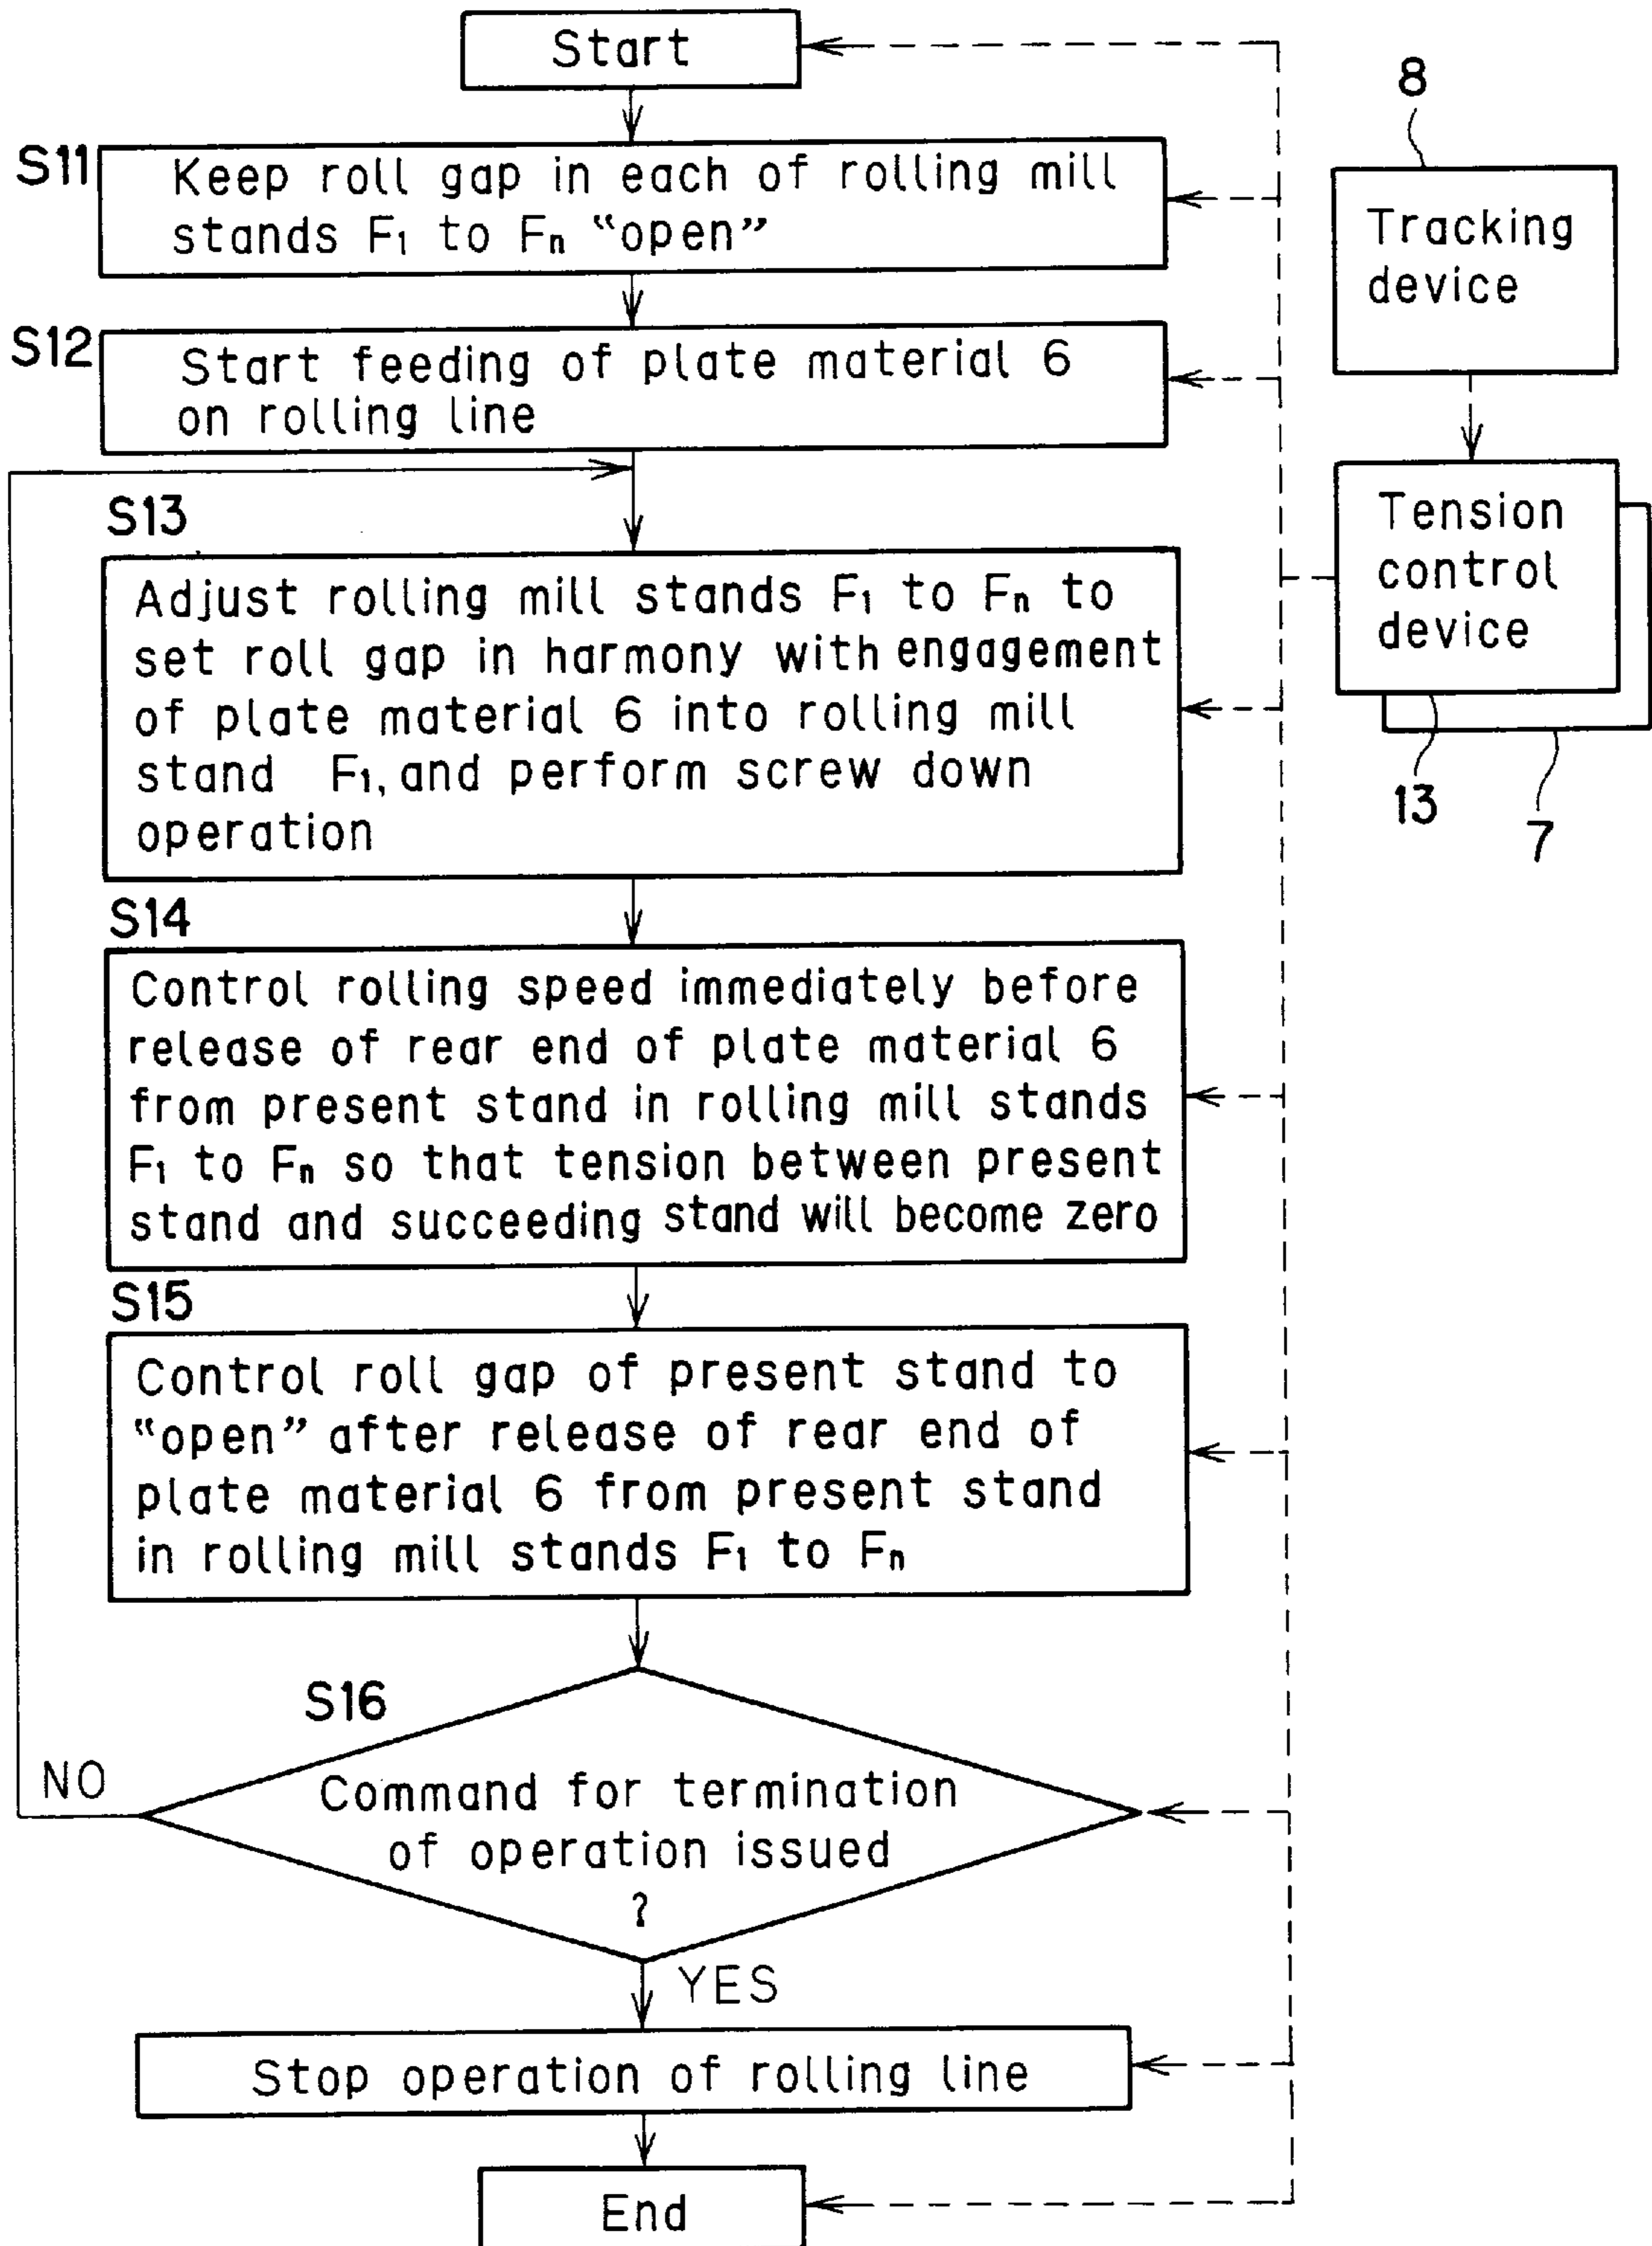 Start
S11
Keep roll gap in each of rolling mill
stands F1 to Fn “open”
S12
Start feeding of plate material 6
on rolling line
S13
Adjust rolling mill stands F1 to Fn to
set roll gap in harmony with engagement
of plate material 6 into rolling mill
stand F1, and perform screw down
operation
S14
Control rolling speed immediately before
release of rear end of plate material 6
from present stand in rolling mill stands
F1 to Fn so that tension between present
stand and succeeding stand will become zero
S15
Control roll gap of present stand to
“open” after release of rear end of
plate material 6 from present stand
in rolling mill stands F1 to Fn
S16
Command for termination
of operation issued
?
NO
YES
Stop operation of rolling line
End
8
Tracking
device
Tension
control
device
13
7